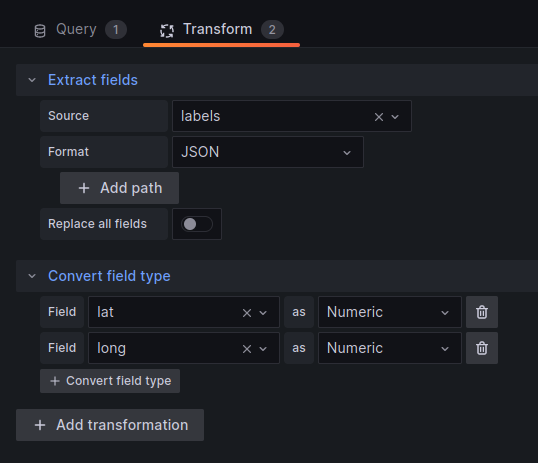 Query 1 Transform 2
Extract fields
Source labels
Format JSON
+ Add path
Replace all fields
Convert field type
Field lat as Numeric
Field long as Numeric
+ Convert field type
+ Add transformation